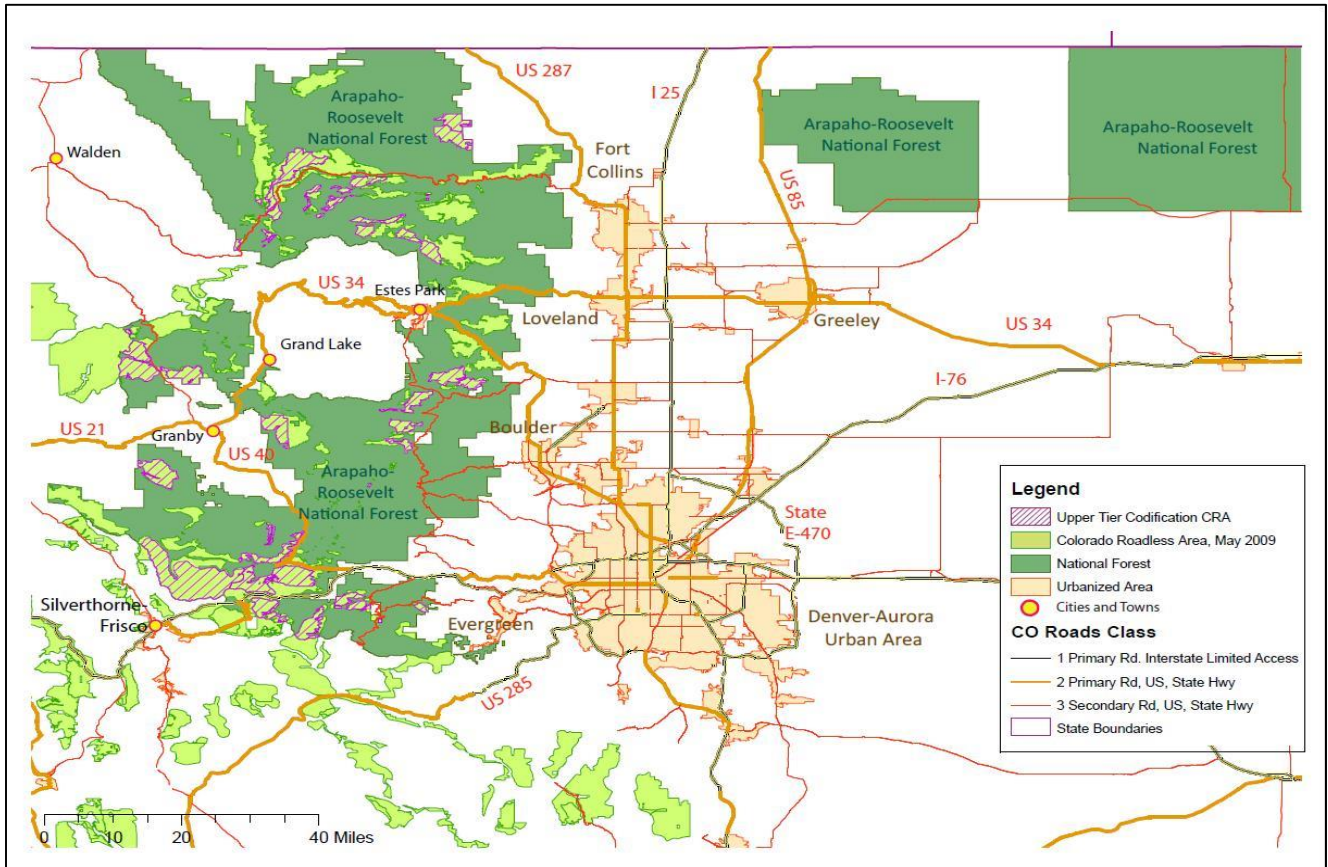 US 287
I 25
Arapaho-
Roosevelt
National Forest
Arapaho-Roosevelt
National Forest
Arapaho-Roosevelt
National Forest
Walden
Fort
Collins
US 85
US 34
Estes Park
Loveland
Greeley
US 34
Grand Lake
I-76
US 21
Granby
US 40
Boulder
Arapaho-
Roosevelt
National Forest
State
E-470
Silverthorne-
Frisco
Evergreen
Denver-Aurora
Urban Area
US 285
Legend
Upper Tier Codification CRA
Colorado Roadless Area, May 2009
National Forest
Urbanized Area
Cities and Towns
CO Roads Class
1 Primary Rd. Interstate Limited Access
2 Primary Rd, US, State Hwy
3 Secondary Rd, US, State Hwy
State Boundaries
0 10 20 40 Miles